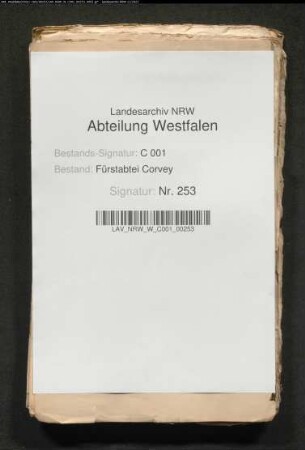 Landesarchiv NRW
Abteilung Westfalen
Bestands-Signatur: C 001
Bestand: Fürstabtei Corvey
Signatur: Nr. 253
LAV_NRW_W_C001_00253